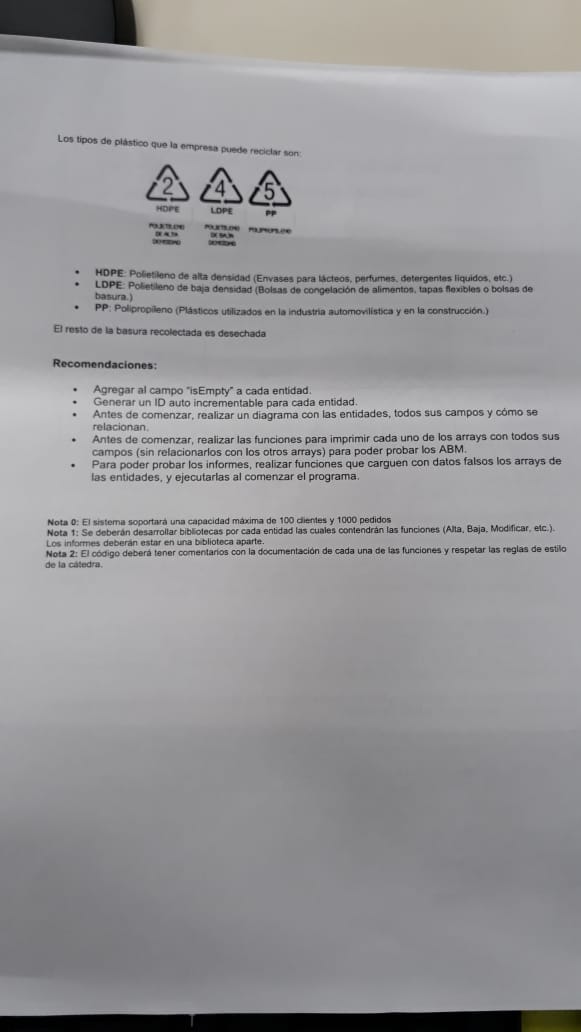 Los tipos de plástico que la empresa puede reciclar son:
2 4 5
HDPE LDPE PP
POLIETILENO DE ALTA DENSIDAD POLIETILENO DE BAJA DENSIDAD POLIPROPILENO
• HDPE: Polietileno de alta densidad (Envases para lácteos, perfumes, detergentes líquidos, etc.)
• LDPE: Polietileno de baja densidad (Bolsas de congelación de alimentos, tapas flexibles o bolsas de
basura.)
• PP: Polipropileno (Plásticos utilizados en la industria automovilística y en la construcción.)
El resto de la basura recolectada es desechada
Recomendaciones:
• Agregar al campo "isEmpty" a cada entidad.
• Generar un ID auto incrementable para cada entidad.
• Antes de comenzar, realizar un diagrama con las entidades, todos sus campos y cómo se
relacionan.
• Antes de comenzar, realizar las funciones para imprimir cada uno de los arrays con todos sus
campos (sin relacionarlos con los otros arrays) para poder probar los ABM.
• Para poder probar los informes, realizar funciones que carguen con datos falsos los arrays de
las entidades, y ejecutarlas al comenzar el programa.
Nota 0: El sistema soportará una capacidad máxima de 100 clientes y 1000 pedidos
Nota 1: Se deberán desarrollar bibliotecas por cada entidad las cuales contendrán las funciones (Alta, Baja, Modificar, etc.).
Los informes deberán estar en una biblioteca aparte.
Nota 2: El código deberá tener comentarios con la documentación de cada una de las funciones y respetar las reglas de estilo
de la cátedra.